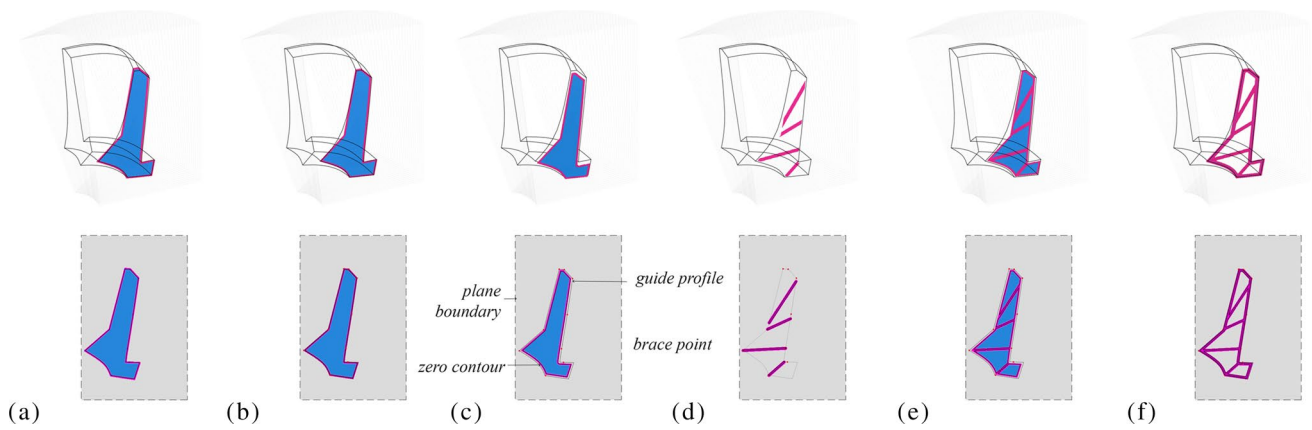 plane
boundary
guide profile
brace point
zero contour
(a)
(b)
(c)
(d)
(e)
(f)